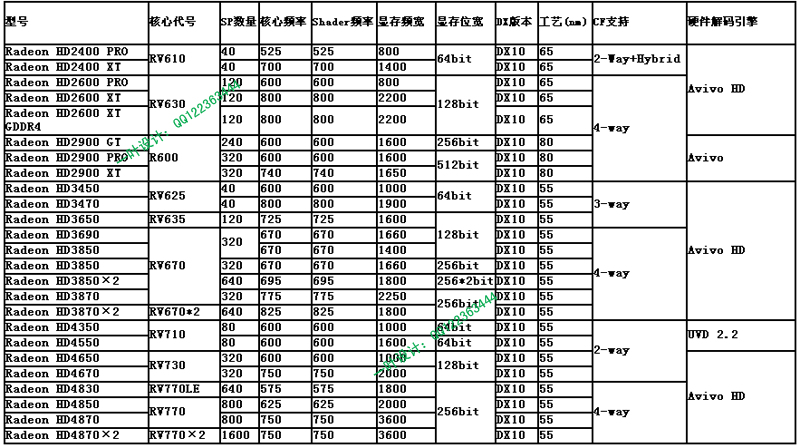 型号 核心代号 SP数量 核心频率 Shader频率 显存频宽 显存位宽 DX版本 工艺(nm) CF支持 硬件解码引擎
Radeon HD2400 PRO RV610 40 525 525 800 64bit DX10 65 2-Way+Hybrid Avivo HD
Radeon HD2400 XT 40 700 700 1400 DX10 65
Radeon HD2600 PRO RV630 120 600 600 800 128bit DX10 65 4-way
Radeon HD2600 XT 120 800 800 2200 DX10 65
Radeon HD2600 XT GDDR4 120 800 800 2200 DX10 65
Radeon HD2900 GT R600 240 600 600 1600 256bit DX10 80 Avivo
Radeon HD2900 PRO 320 600 600 1600 512bit DX10 80
Radeon HD2900 XT 320 740 740 1650 DX10 80
Radeon HD3450 RV625 40 600 600 1000 64bit DX10 55 3-way Avivo HD
Radeon HD3470 40 800 800 1900 DX10 55
Radeon HD3650 RV635 120 725 725 1600 128bit DX10 55
Radeon HD3690 RV670 320 670 670 1660 DX10 55 4-way
Radeon HD3850 670 670 1400 DX10 55
Radeon HD3850 320 670 670 1660 256bit DX10 55
Radeon HD3850×2 640 695 695 1800 256*2bit DX10 55
Radeon HD3870 320 775 775 2250 256bit DX10 55
Radeon HD3870×2 RV670*2 640 825 825 1800 DX10 55
Radeon HD4350 RV710 80 600 600 1000 64bit DX10 55 2-way UVD 2.2
Radeon HD4550 80 600 600 1600 64bit DX10 55
Radeon HD4650 RV730 320 600 600 1000 128bit DX10 55 Avivo HD
Radeon HD4670 320 750 750 2000 DX10 55
Radeon HD4830 RV770LE 640 575 575 1800 256bit DX10 55 4-way
Radeon HD4850 RV770 800 625 625 2000 DX10 55
Radeon HD4870 800 750 750 3600 DX10 55
Radeon HD4870×2 RV770×2 1600 750 750 3600 DX10 55
一叶设计：QQ122363444
一叶设计：QQ122363444